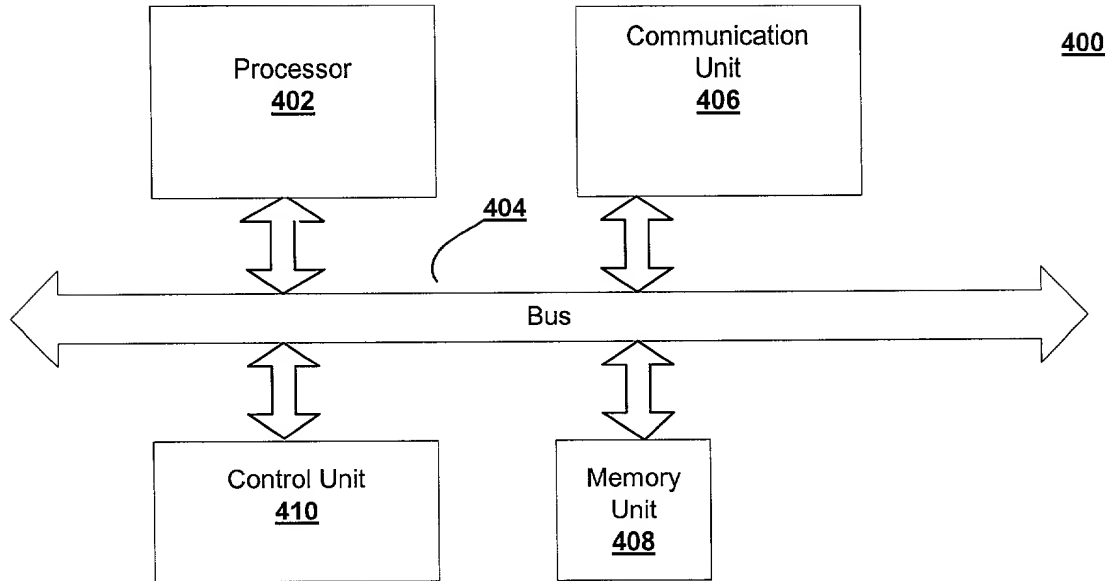 Processor
402
Communication
Unit
406
400
404
Bus
Control Unit
410
Memory
Unit
408